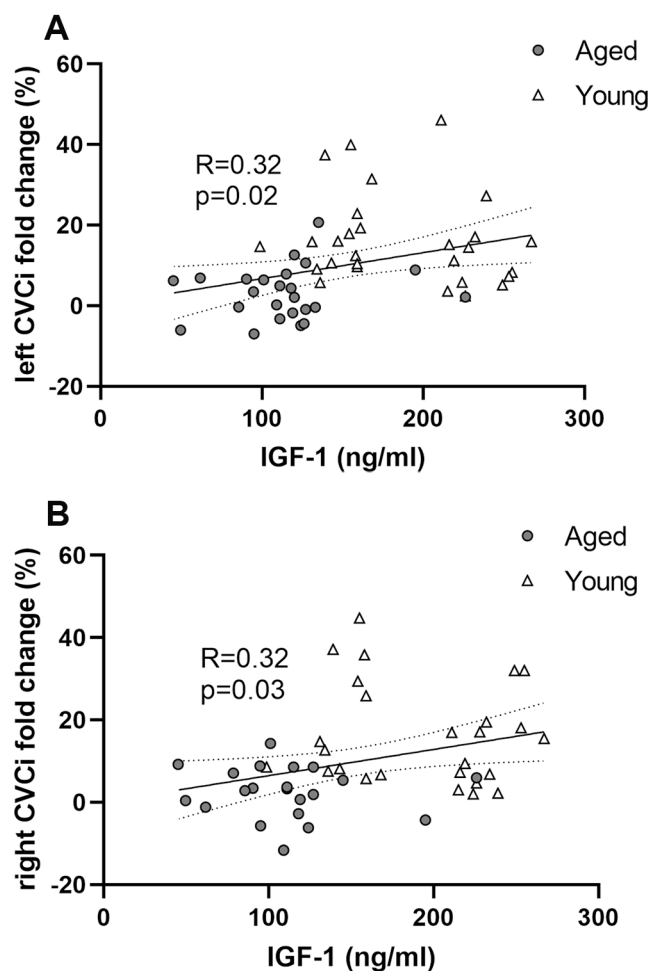 A
Aged
Young
60
40
20
0
-20
left CVCi fold change (%)
R=0.32
p=0.02
0
100
200
300
IGF-1 (ng/ml)
B
Aged
Young
60
40
20
0
-20
right CVCi fold change (%)
R=0.32
p=0.03
0
100
200
300
IGF-1 (ng/ml)